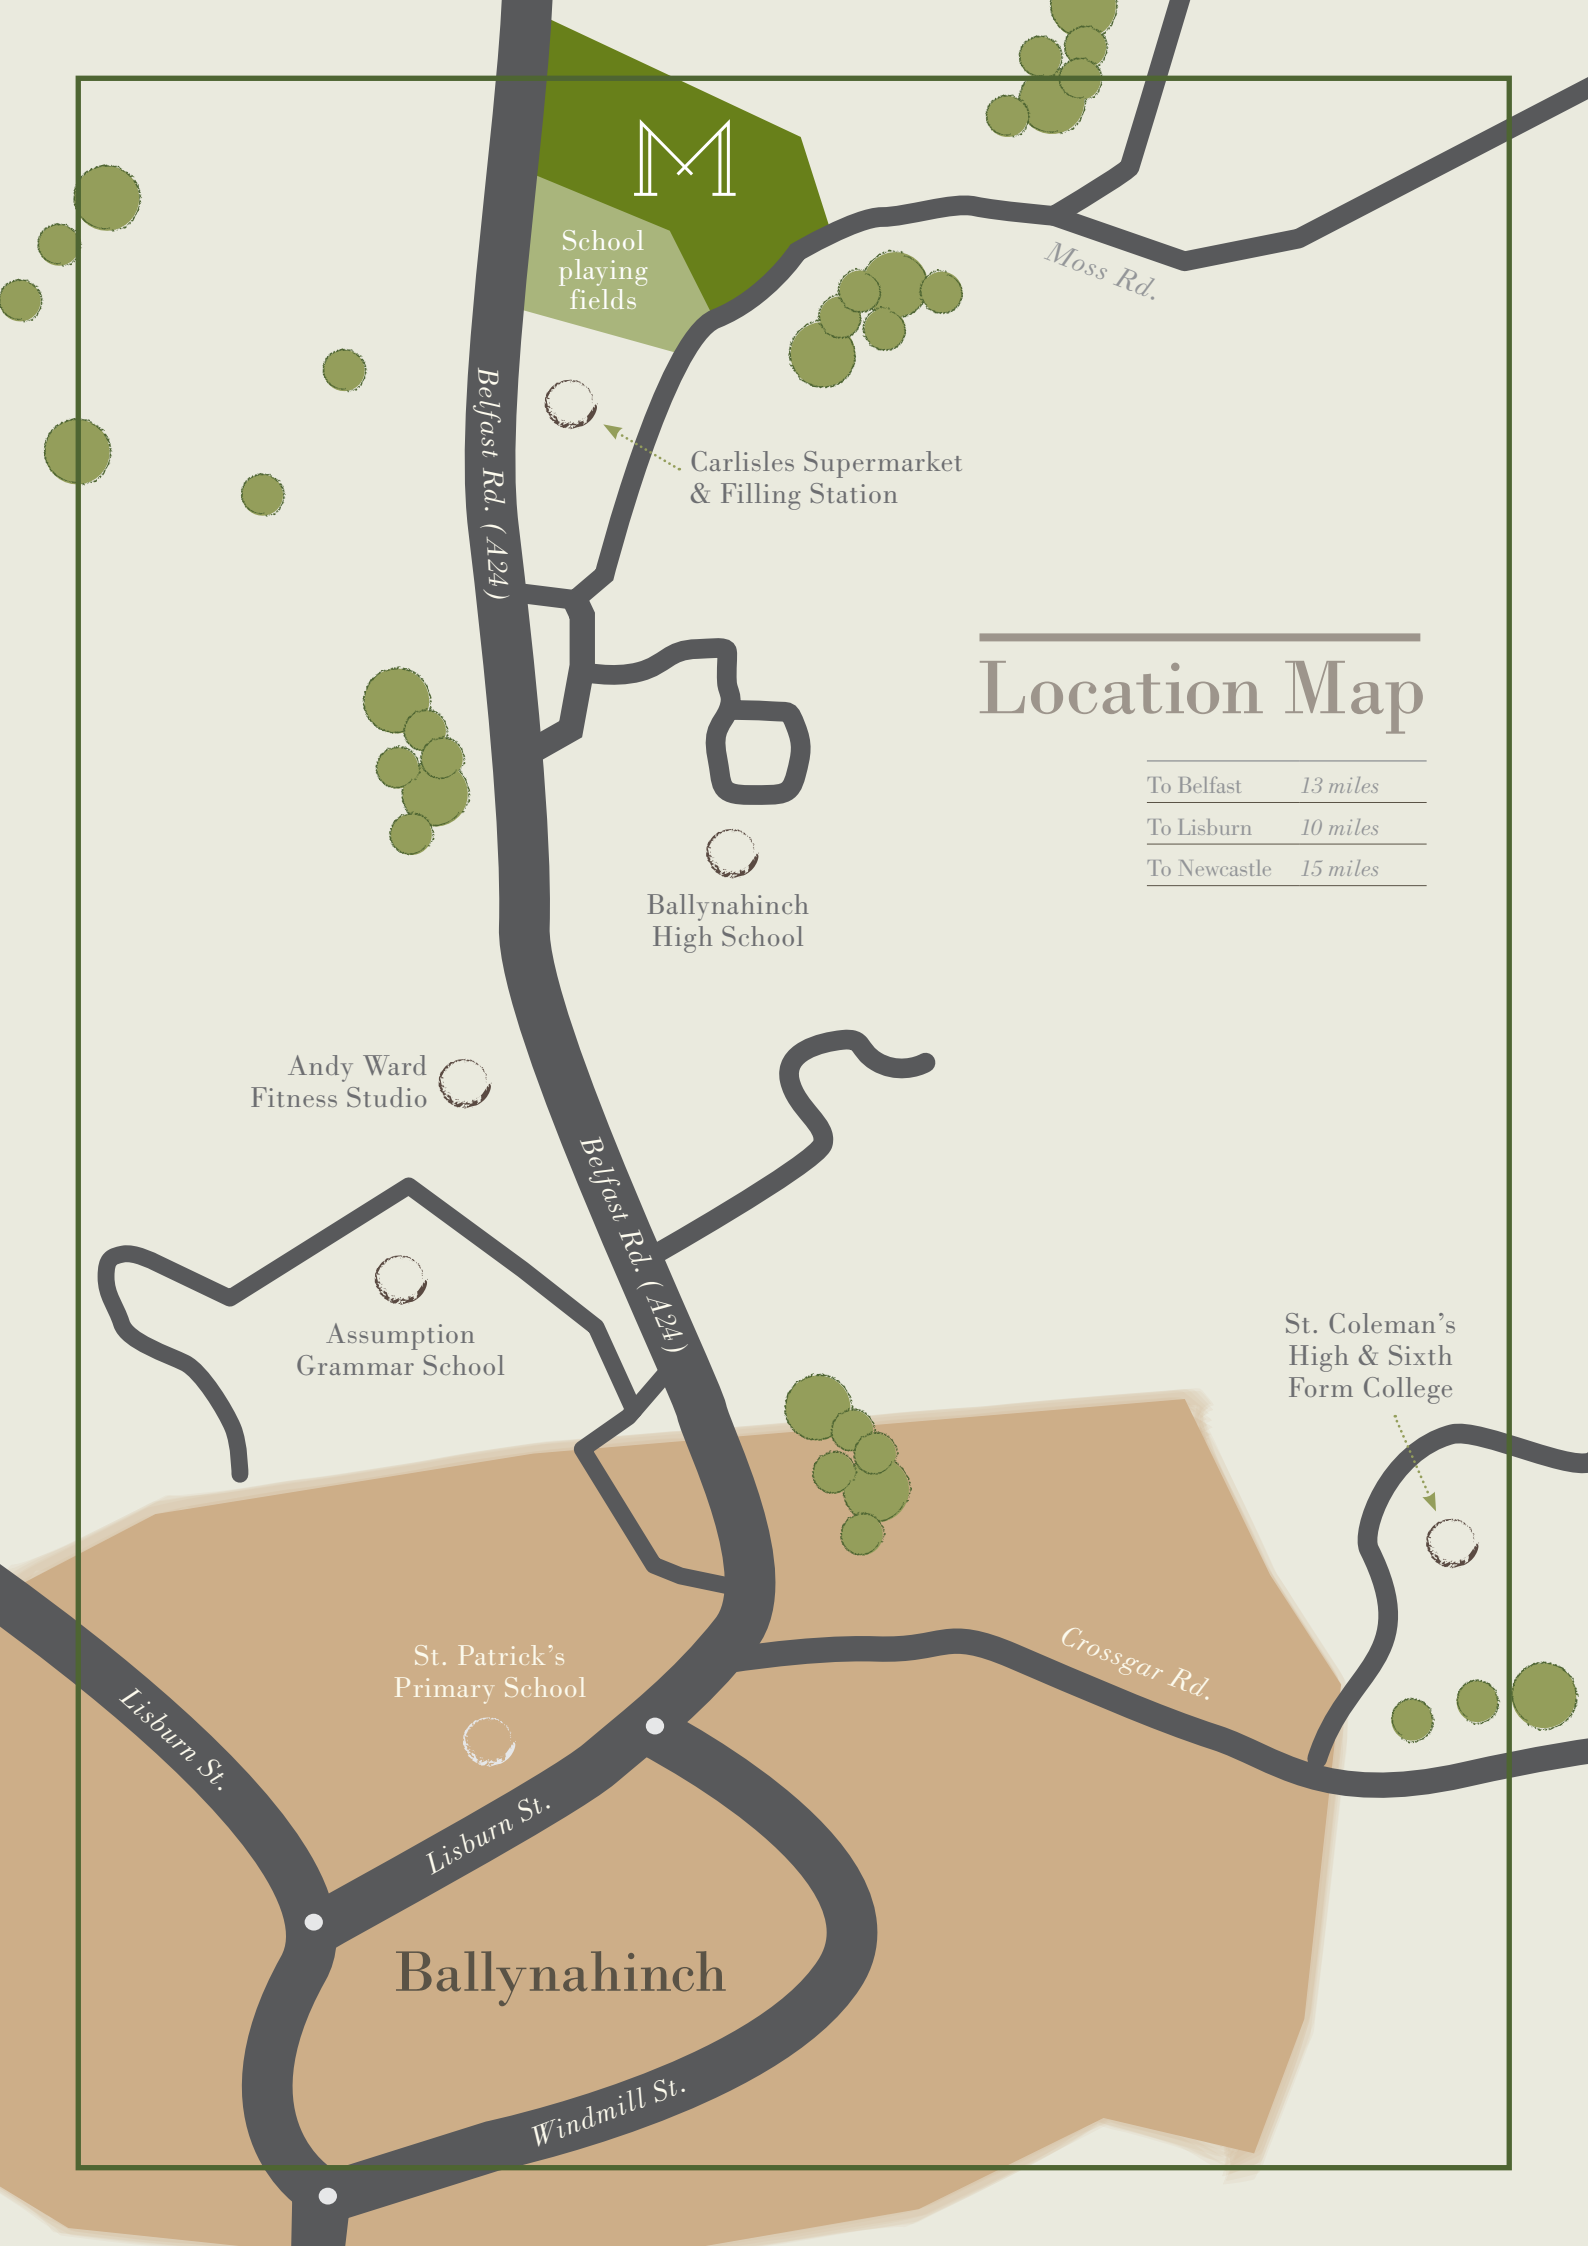 M
School
playing
fields
Moss Rd.
Belfast Rd. (A24)
Carlisles Supermarket
& Filling Station
Location Map
To Belfast 13 miles
To Lisburn 10 miles
To Newcastle 15 miles
Ballynahinch
High School
Andy Ward
Fitness Studio
Belfast Rd. (A24)
Assumption
Grammar School
St. Coleman’s
High & Sixth
Form College
St. Patrick’s
Primary School
Crossgar Rd.
Lisburn St.
Lisburn St.
Ballynahinch
Windmill St.